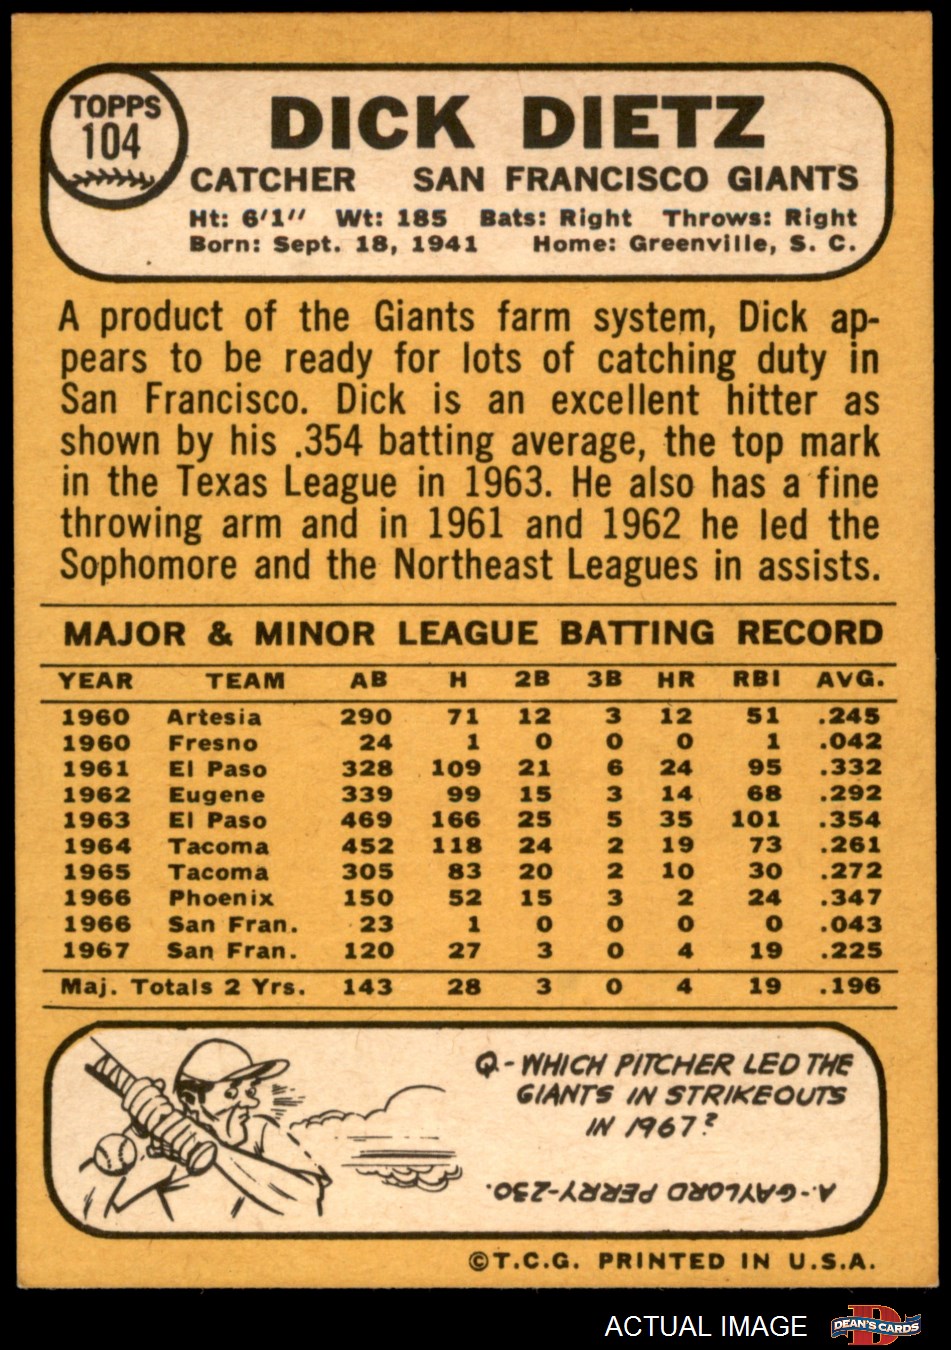 TOPPS
104
DICK DIETZ
CATCHER SAN FRANCISCO GIANTS
Ht: 6'1" Wt: 185 Bats: Right Throws: Right
Born: Sept. 18, 1941 Home: Greenville, S. C.
A product of the Giants farm system, Dick ap-
pears to be ready for lots of catching duty in
San Francisco. Dick is an excellent hitter as
shown by his .354 batting average, the top mark
in the Texas League in 1963. He also has a fine
throwing arm and in 1961 and 1962 he led the
Sophomore and the Northeast Leagues in assists.
MAJOR & MINOR LEAGUE BATTING RECORD
YEAR TEAM AB H 2B 3B HR RBI AVG.
1960 Artesia 290 71 12 3 12 51 .245
1960 Fresno 24 1 0 0 0 1 .042
1961 El Paso 328 109 21 6 24 95 .332
1962 Eugene 339 99 15 3 14 68 .292
1963 El Paso 469 166 25 5 35 101 .354
1964 Tacoma 452 118 24 2 19 73 .261
1965 Tacoma 305 83 20 2 10 30 .272
1966 Phoenix 150 52 15 3 2 24 .347
1966 San Fran. 23 1 0 0 0 0 .043
1967 San Fran. 120 27 3 0 4 19 .225
Maj. Totals 2 Yrs. 143 28 3 0 4 19 .196
Q- WHICH PITCHER LED THE
GIANTS IN STRIKEOUTS
IN 1967?
A.-GAYLORD PERRY-230.
©T.C.G. PRINTED IN U.S.A.
ACTUAL IMAGE
D
DEAN'S CARDS